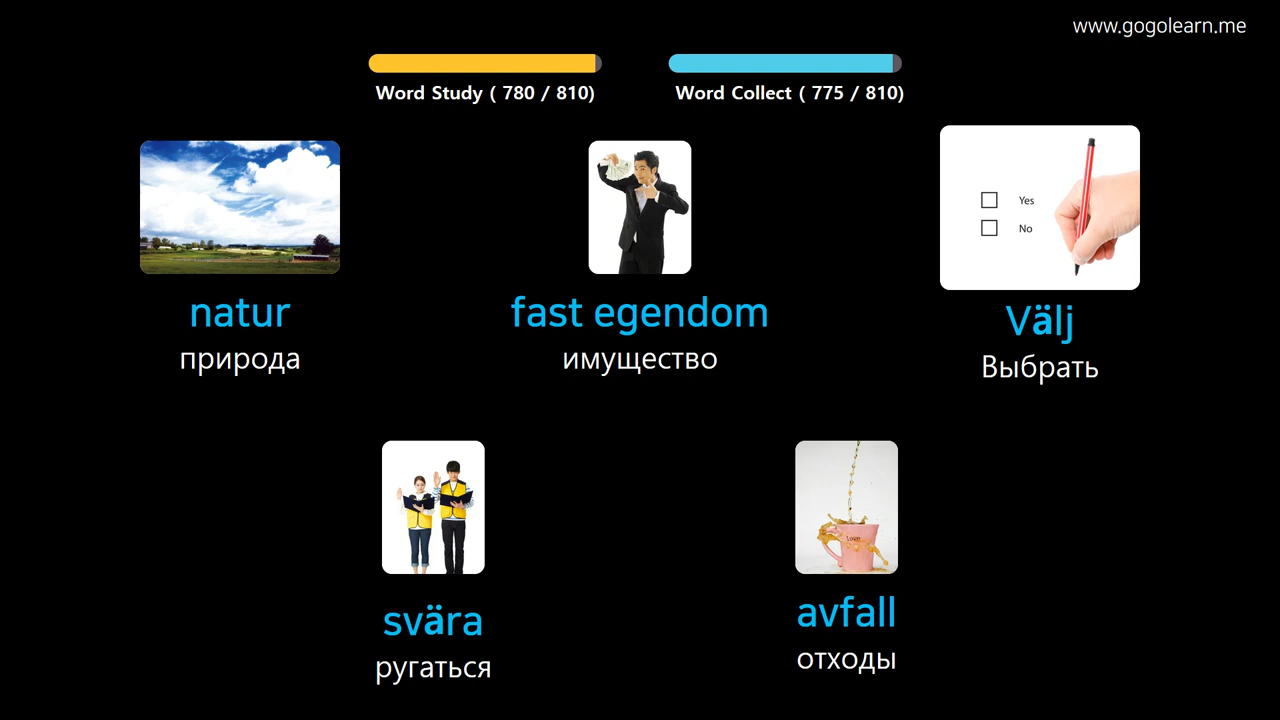 www.gogolearn.me
Word Study ( 780 / 810)
Word Collect ( 775 / 810)
Yes
No
natur
природа
fast egendom
имущество
Välj
Выбрать
svära
ругаться
avfall
отходы